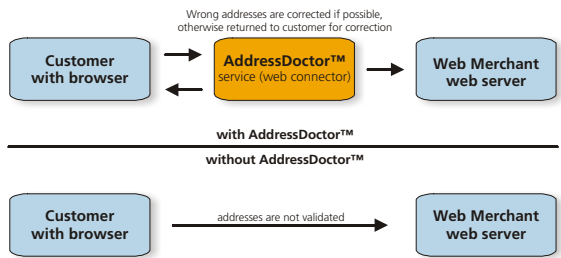 Wrong addresses are corrected if possible,
otherwise returned to customer for correction
Customer
with browser
AddressDoctor™
service (web connector)
Web Merchant
web server
with AddressDoctor™
without AddressDoctor™
Customer
with browser
addresses are not validated
Web Merchant
web server